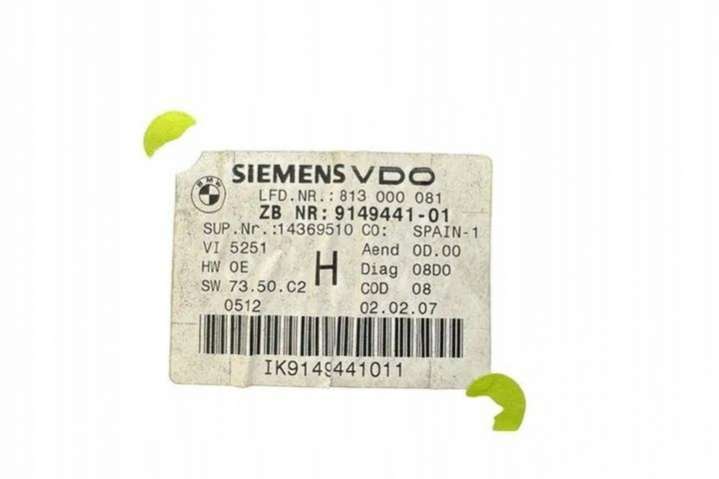 BMW
SIEMENS VDO
LFD.NR.: 813 000 081
ZB NR: 9149441-01
SUP.Nr.: 14369510 CO: SPAIN-1
VI 5251 Aend 0D.00
HW 0E H Diag 08D0
SW 73.50.C2 COD 08
0512 02.02.07
IK9149441011